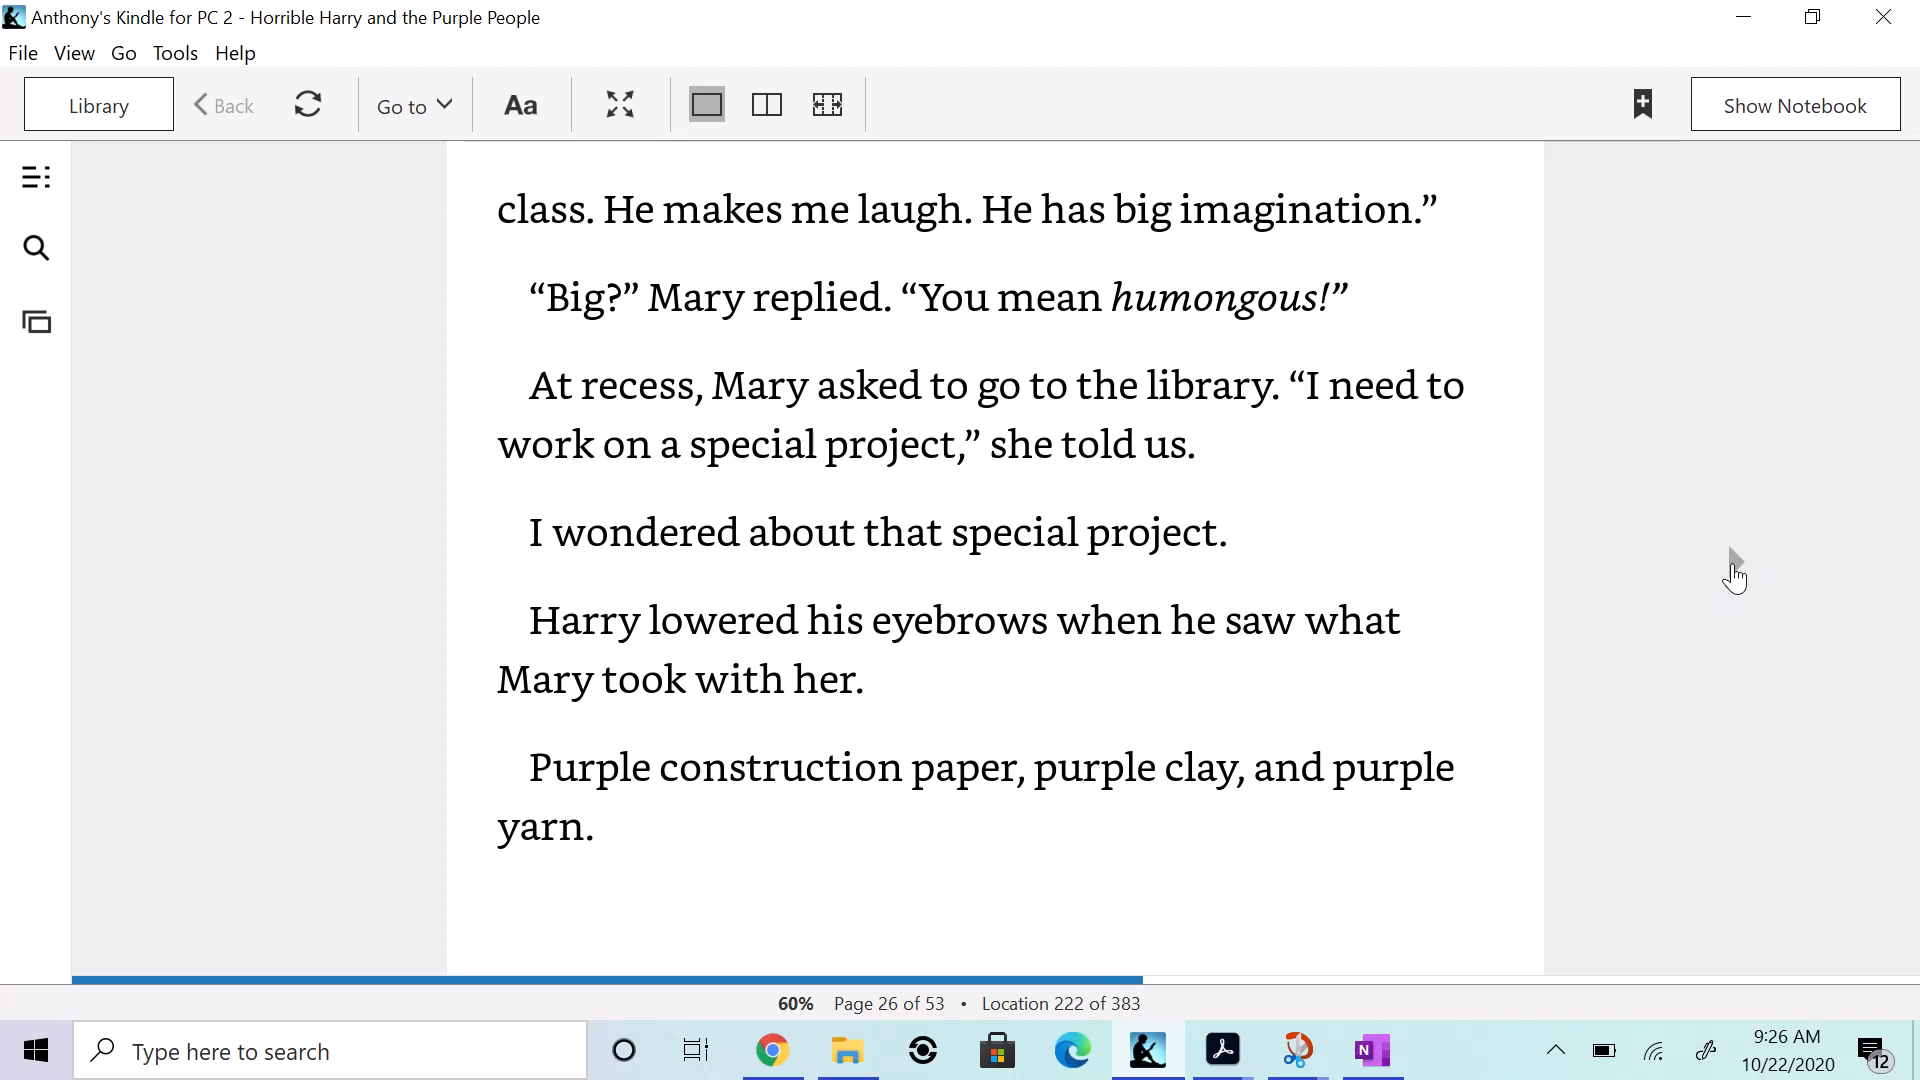 Anthony's Kindle for PC 2 - Horrible Harry and the Purple People
File View Go Tools Help
Library Back Go to Aa Show Notebook
class. He makes me laugh. He has big imagination.”
“Big?” Mary replied. “You mean humongous!”
At recess, Mary asked to go to the library. “I need to
work on a special project,” she told us.
I wondered about that special project.
Harry lowered his eyebrows when he saw what
Mary took with her.
Purple construction paper, purple clay, and purple
yarn.
60% Page 26 of 53 • Location 222 of 383
Type here to search
N
9:26 AM
10/22/2020
12